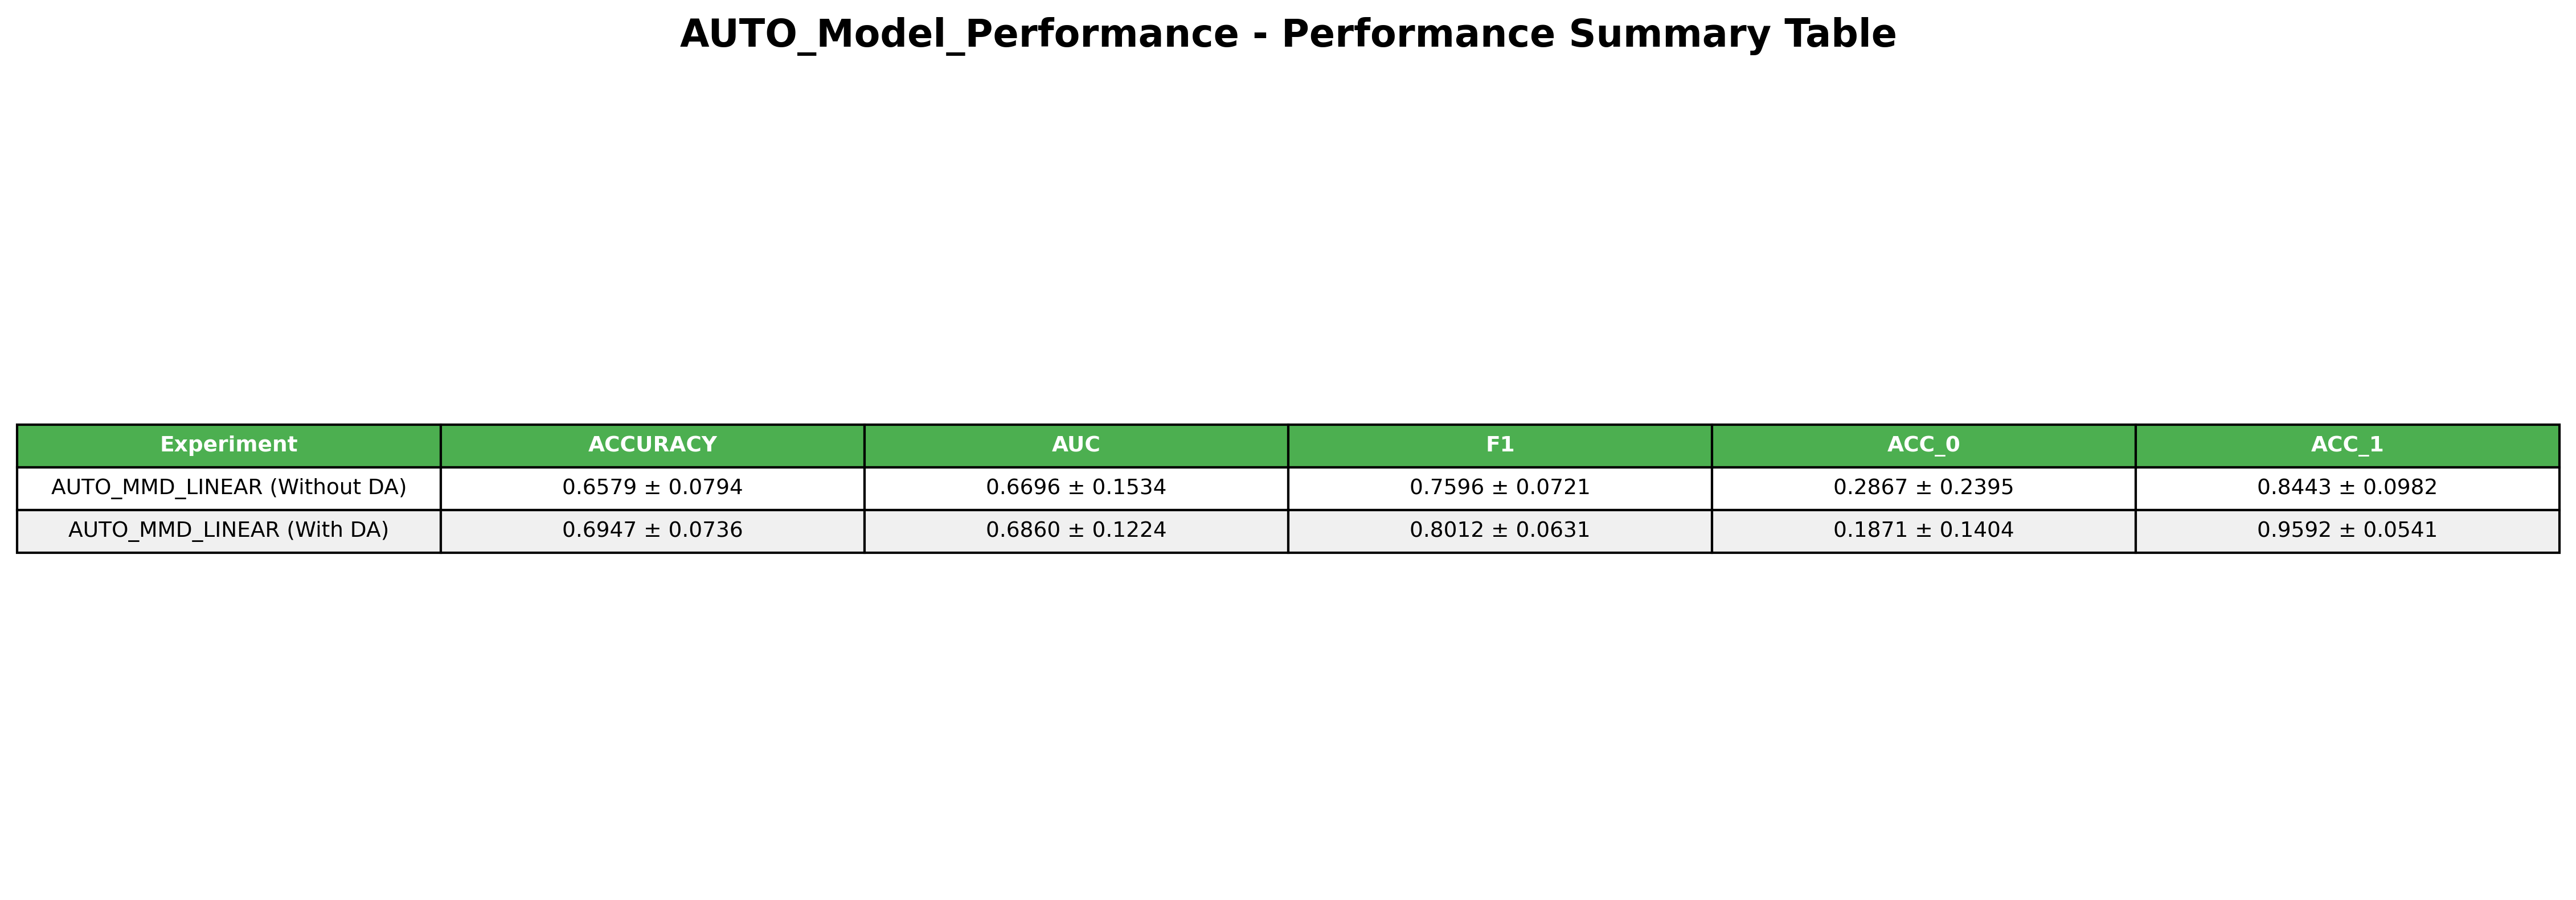 AUTO_Model_Performance - Performance Summary Table
Experiment ACCURACY AUC F1 ACC_0 ACC_1
AUTO_MMD_LINEAR (Without DA) 0.6579 ± 0.0794 0.6696 ± 0.1534 0.7596 ± 0.0721 0.2867 ± 0.2395 0.8443 ± 0.0982
AUTO_MMD_LINEAR (With DA) 0.6947 ± 0.0736 0.6860 ± 0.1224 0.8012 ± 0.0631 0.1871 ± 0.1404 0.9592 ± 0.0541